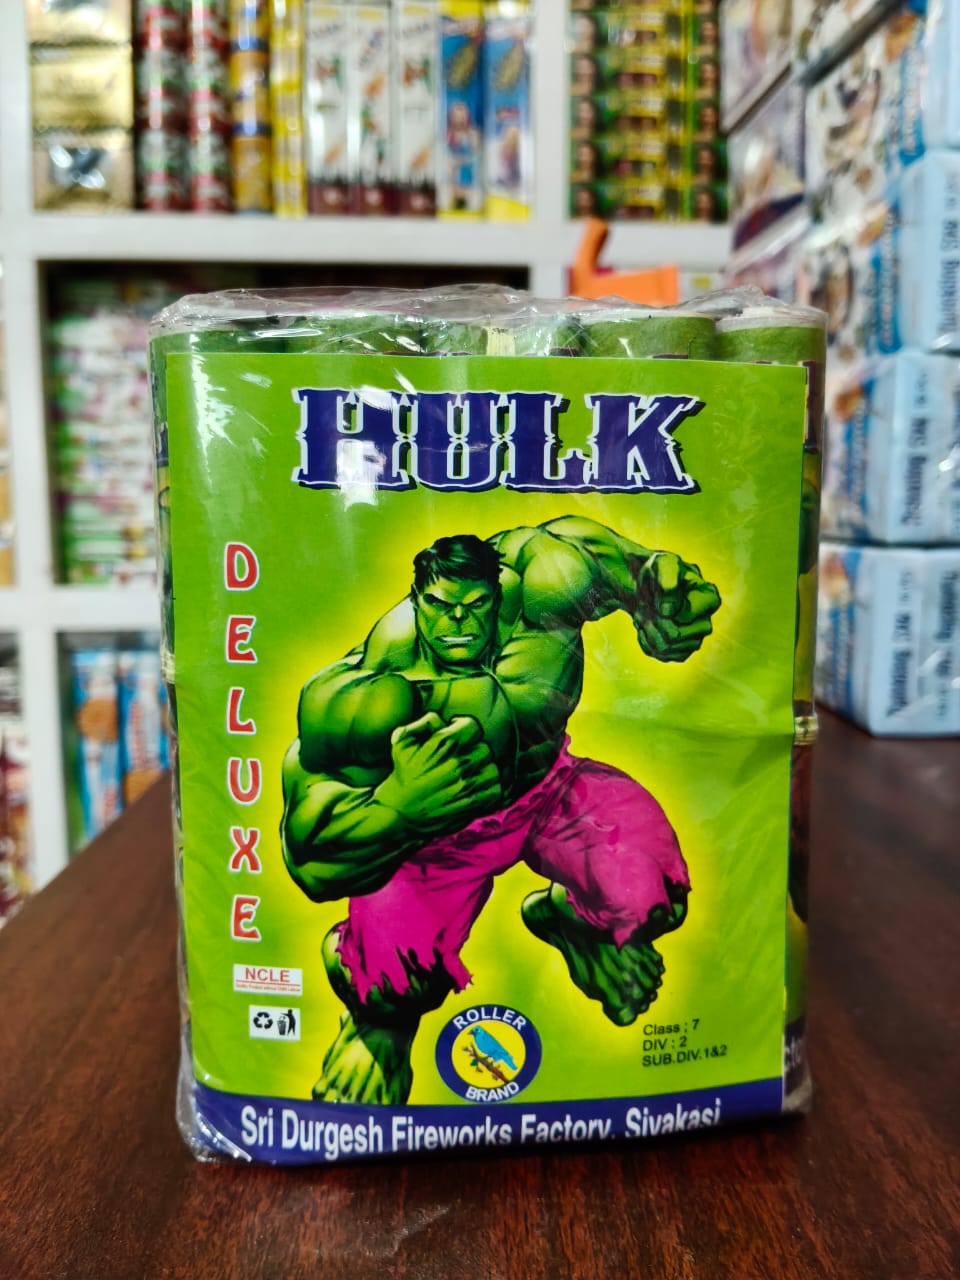 HULK
DELUXE
NCLE
ROLLER
BRAND
Class ; 7
DIV ; 2
SUB.DIV.1&2
Sri Durgesh Fireworks Factory, Sivakasi